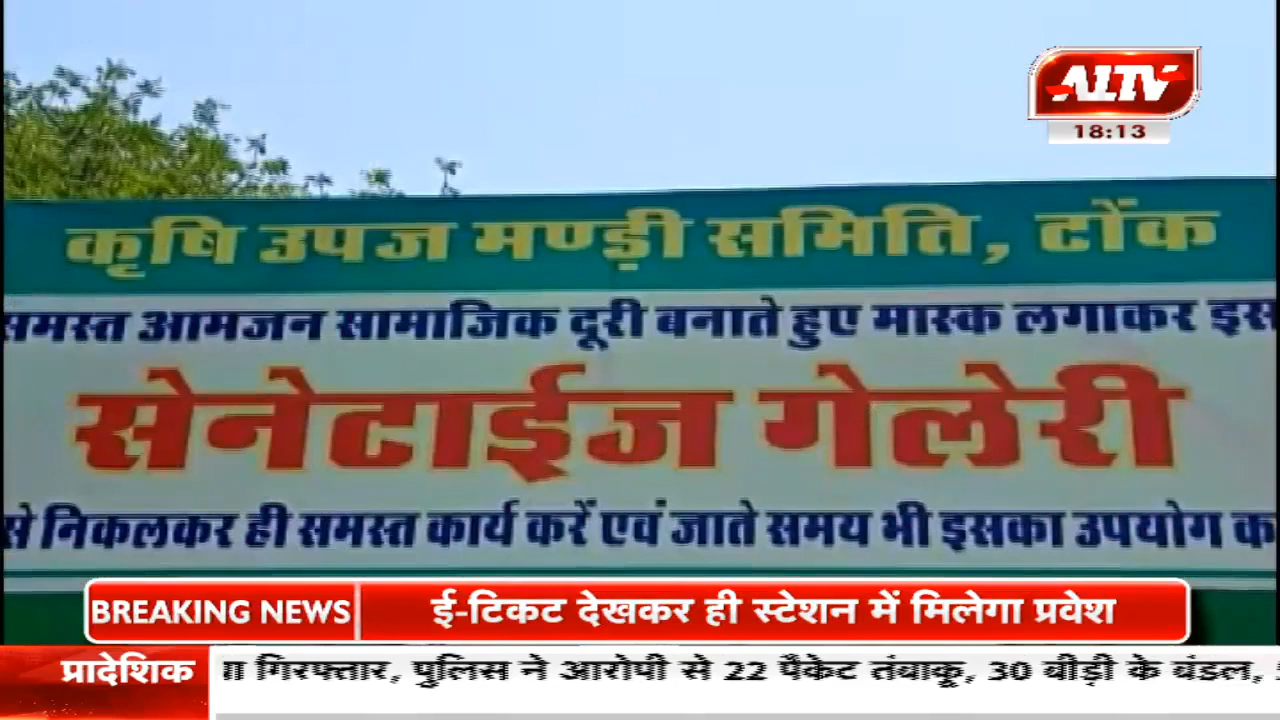 ALTV
18:13
कृषि उपज मण्ड़ी समिति, टोंक
समस्त आमजन सामाजिक दूरी बनाते हुए मास्क लगाकर इस
सेनेटाईज गेलेरी
से निकलकर ही समस्त कार्य करें एवं जाते समय भी इसका उपयोग क
BREAKING NEWS ई-टिकट देखकर ही स्टेशन में मिलेगा प्रवेश
प्रादेशिक गिरफ्तार, पुलिस ने आरोपी से 22 पैकेट तंबाकू, 30 बीड़ी के बंडल,